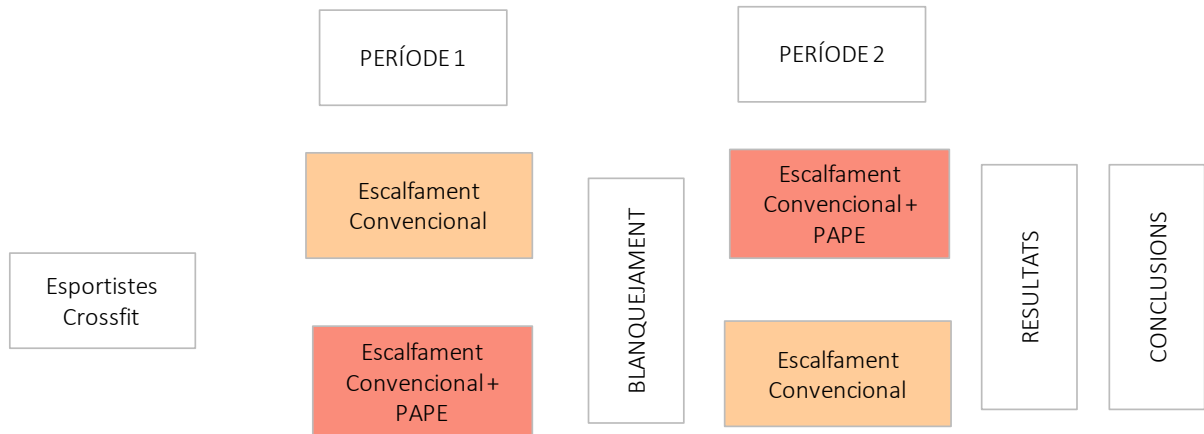 PERÍODE 1
PERÍODE 2
Esportistes
Crossfit
Escalfament
Convencional
Escalfament
Convencional +
PAPE
BLANQUEJAMENT
Escalfament
Convencional +
PAPE
Escalfament
Convencional
RESULTATS
CONCLUSIONS